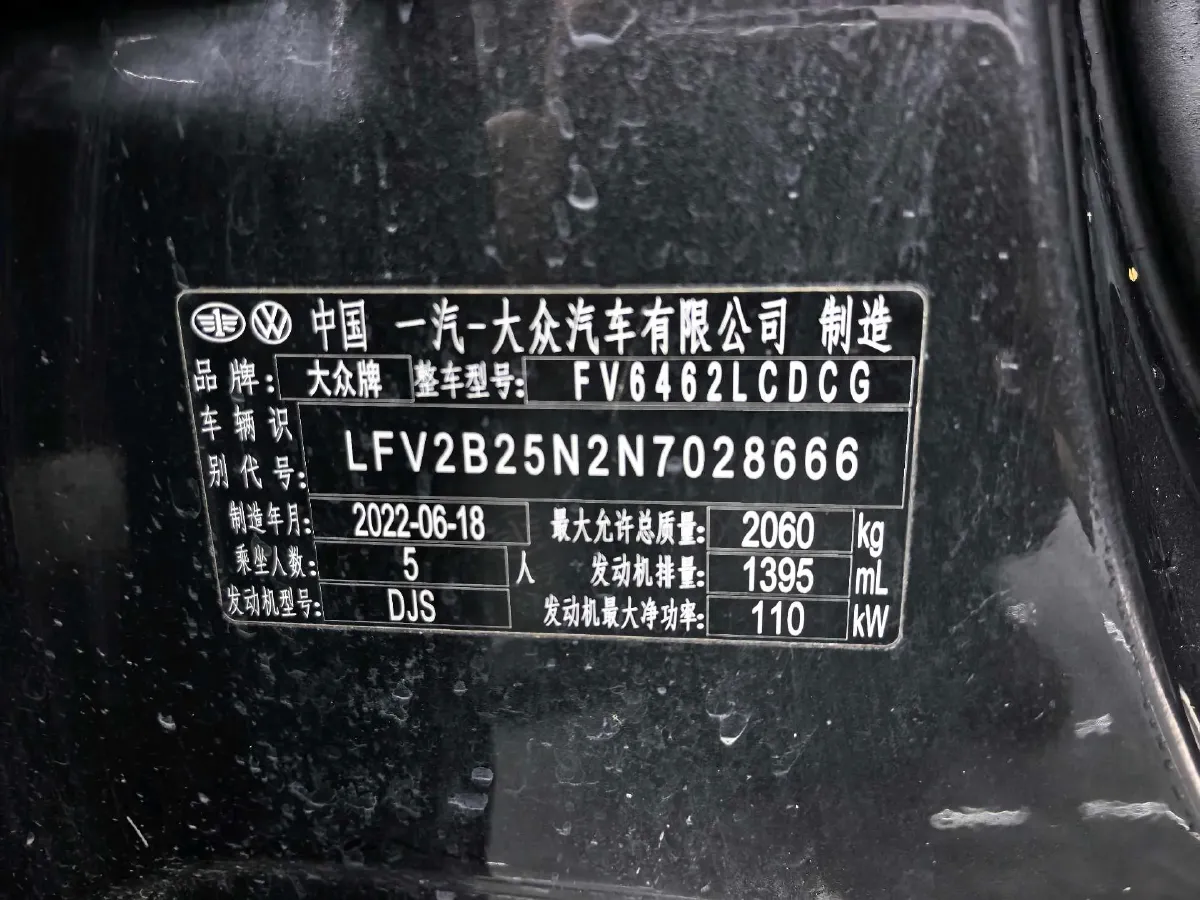 中国 一汽-大众汽车有限公司 制造
品牌: 大众牌 整车型号: FV6462LCDCG
车辆识别代号: LFV2B25N2N7028666
制造年月: 2022-06-18 最大允许总质量: 2060 kg
乘坐人数: 5 人 发动机排量: 1395 mL
发动机型号: DJS 发动机最大净功率: 110 kW